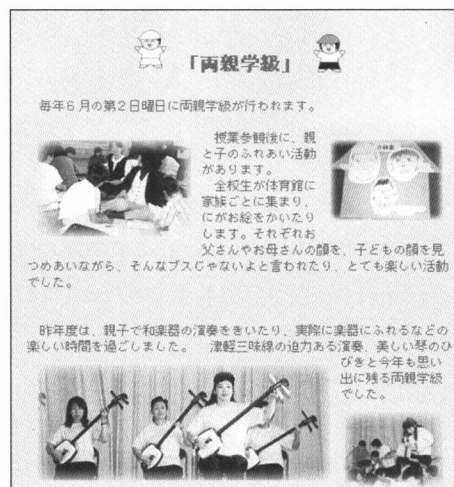 「両親学級」
毎年6月の第2日曜日に両親学級が行われます。
授業参観後に、親
と子のふれあい活動
があります。
全校生が体育館に
家族ごとに集まり、
にがお絵をかいたり
します。それぞれお
父さんやお母さんの顔を、子どもの顔を見
つめあいながら、そんなブスじゃないよと言われたり、とても楽しい活動
でした。
昨年度は、親子で和楽器の演奏をきいたり、実際に楽器にふれるなどの
楽しい時間を過ごしました。　津軽三味線の迫力ある演奏、美しい琴のひ
びきと今年も思い
出に残る両親学級
でした。